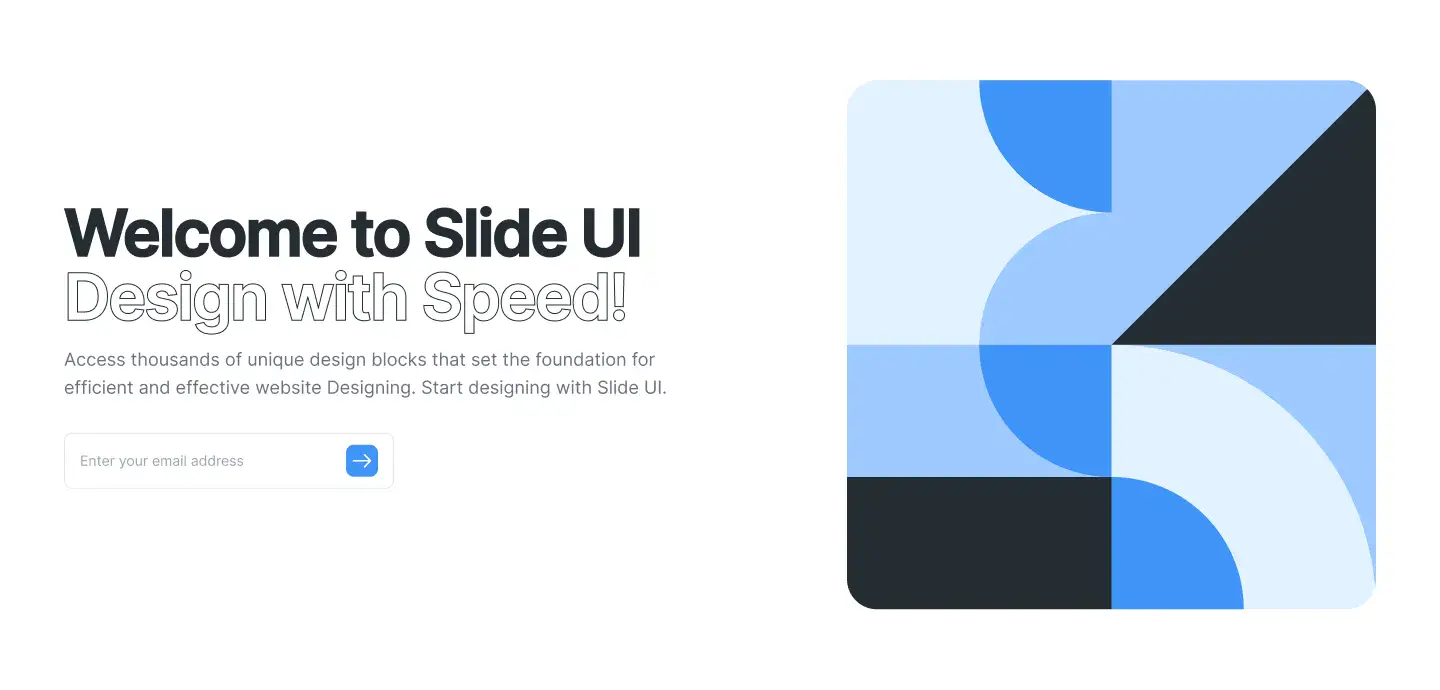 Welcome to Slide UI
Design with Speed!
Access thousands of unique design blocks that set the foundation for
efficient and effective website Designing. Start designing with Slide UI.
Enter your email address